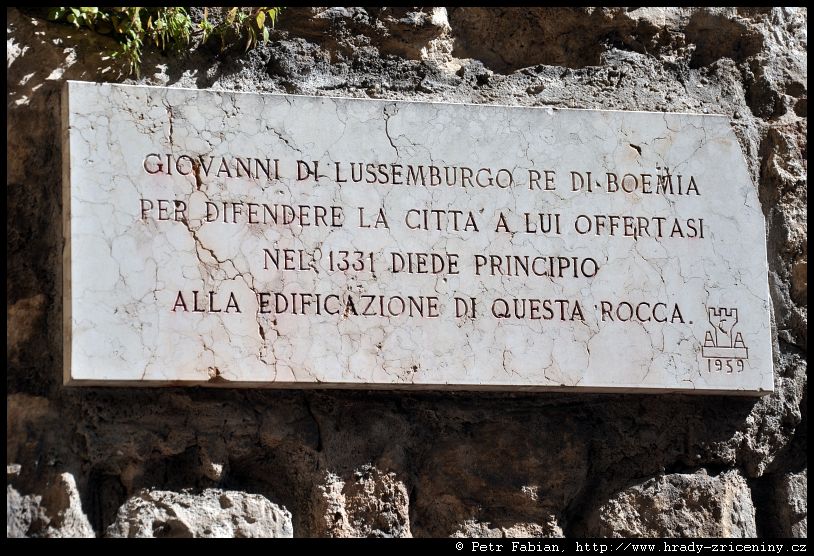 GIOVANNI DI LUSSEMBURGO RE DI BOEMIA
PER DIFENDERE LA CITTÀ A LUI OFFERTASI
NEL 1331 DIEDE PRINCIPIO
ALLA EDIFICAZIONE DI QUESTA ROCCA.
1959
© Petr Fabian, http://www.hrady-zriceniny.cz